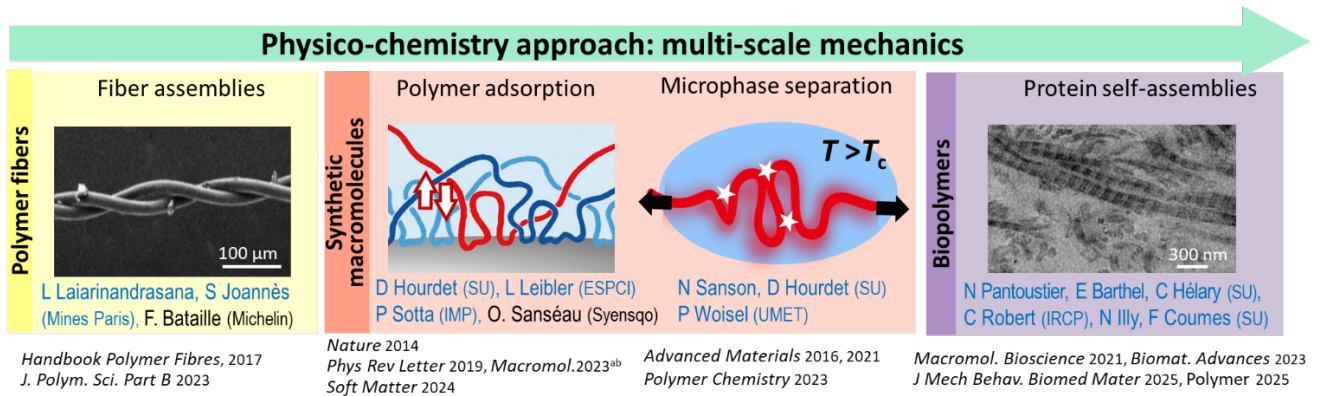 Physico-chemistry approach: multi-scale mechanics
Polymer fibers
Fiber assemblies
100 µm
L Laiarinandrasana, S Joannès
(Mines Paris), F. Bataille (Michelin)
Handbook Polymer Fibres, 2017
J. Polym. Sci. Part B 2023
Synthetic
macromolecules
Polymer adsorption
D Hourdet (SU), L Leibler (ESPCI)
P Sotta (IMP), O. Sanséau (Syensqo)
Nature 2014
Phys Rev Letter 2019, Macromol.2023ab
Soft Matter 2024
Microphase separation
T >Tc
N Sanson, D Hourdet (SU)
P Woisel (UMET)
Advanced Materials 2016, 2021
Polymer Chemistry 2023
Biopolymers
Protein self-assemblies
300 nm
N Pantoustier, E Barthel, C Hélary (SU),
C Robert (IRCP), N Illy, F Coumes (SU)
Macromol. Bioscience 2021, Biomat. Advances 2023
J Mech Behav. Biomed Mater 2025, Polymer 2025